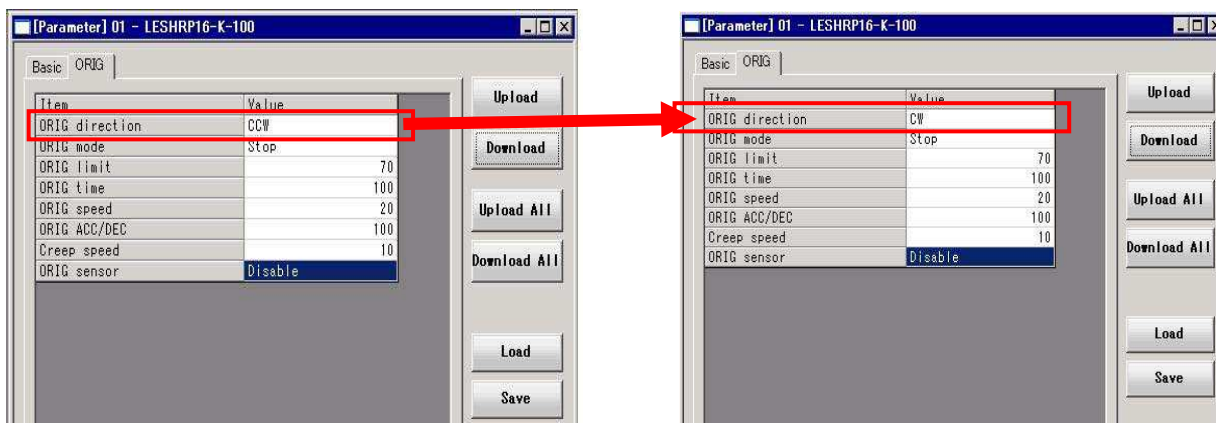 [Parameter] 01 - LESHRP16-K-100
Basic ORIG
Item Value
ORIG direction CCW
ORIG mode Stop
ORIG limit 70
ORIG time 100
ORIG speed 20
ORIG ACC/DEC 100
Creep speed 10
ORIG sensor Disable
Upload
Download
Upload All
Download All
Load
Save
[Parameter] 01 - LESHRP16-K-100
Basic ORIG
Item Value
ORIG direction CW
ORIG mode Stop
ORIG limit 70
ORIG time 100
ORIG speed 20
ORIG ACC/DEC 100
Creep speed 10
ORIG sensor Disable
Upload
Download
Upload All
Download All
Load
Save